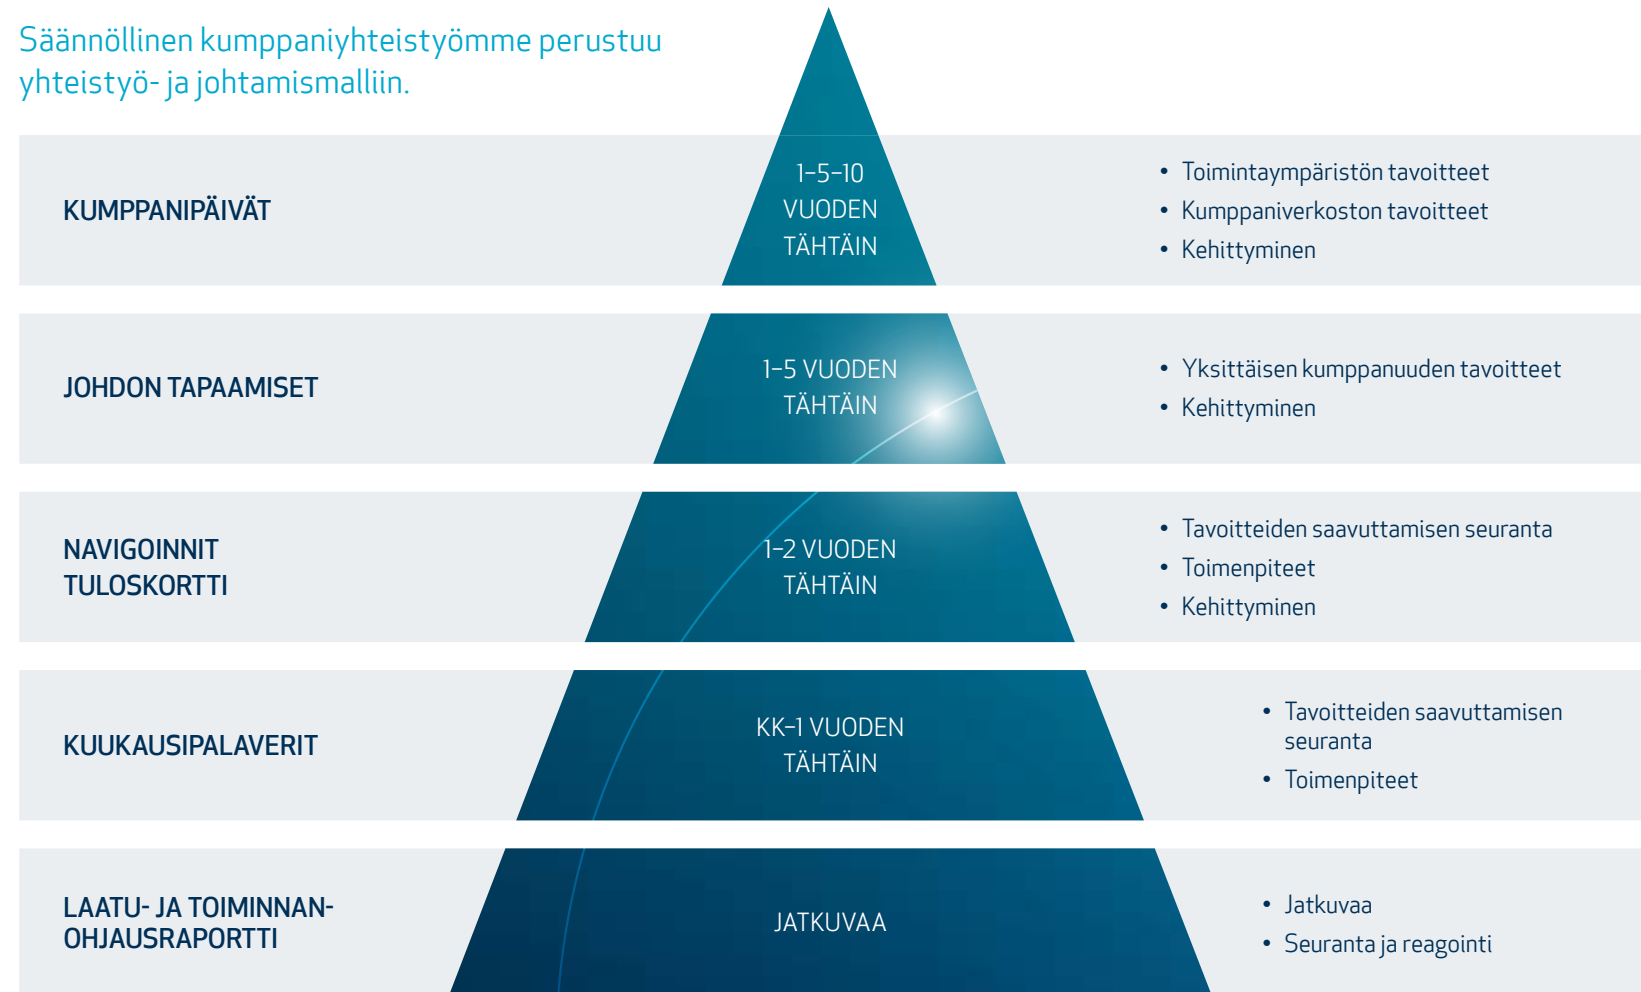 Säännöllinen kumppaniyhteistyömme perustuu
yhteistyö- ja johtamismalliin.
KUMPPANIPÄIVÄT
1–5–10
VUODEN
TÄHTÄIN
• Toimintaympäristön tavoitteet
• Kumppaniverkoston tavoitteet
• Kehittyminen
JOHDON TAPAAMISET
1–5 VUODEN
TÄHTÄIN
• Yksittäisen kumppanuuden tavoitteet
• Kehittyminen
NAVIGOINNIT
TULOSKORTTI
1–2 VUODEN
TÄHTÄIN
• Tavoitteiden saavuttamisen seuranta
• Toimenpiteet
• Kehittyminen
KUUKAUSIPALAVERIT
KK–1 VUODEN
TÄHTÄIN
• Tavoitteiden saavuttamisen
seuranta
• Toimenpiteet
LAATU- JA TOIMINNAN-
OHJAUSRAPORTTI
JATKUVAA
• Jatkuvaa
• Seuranta ja reagointi